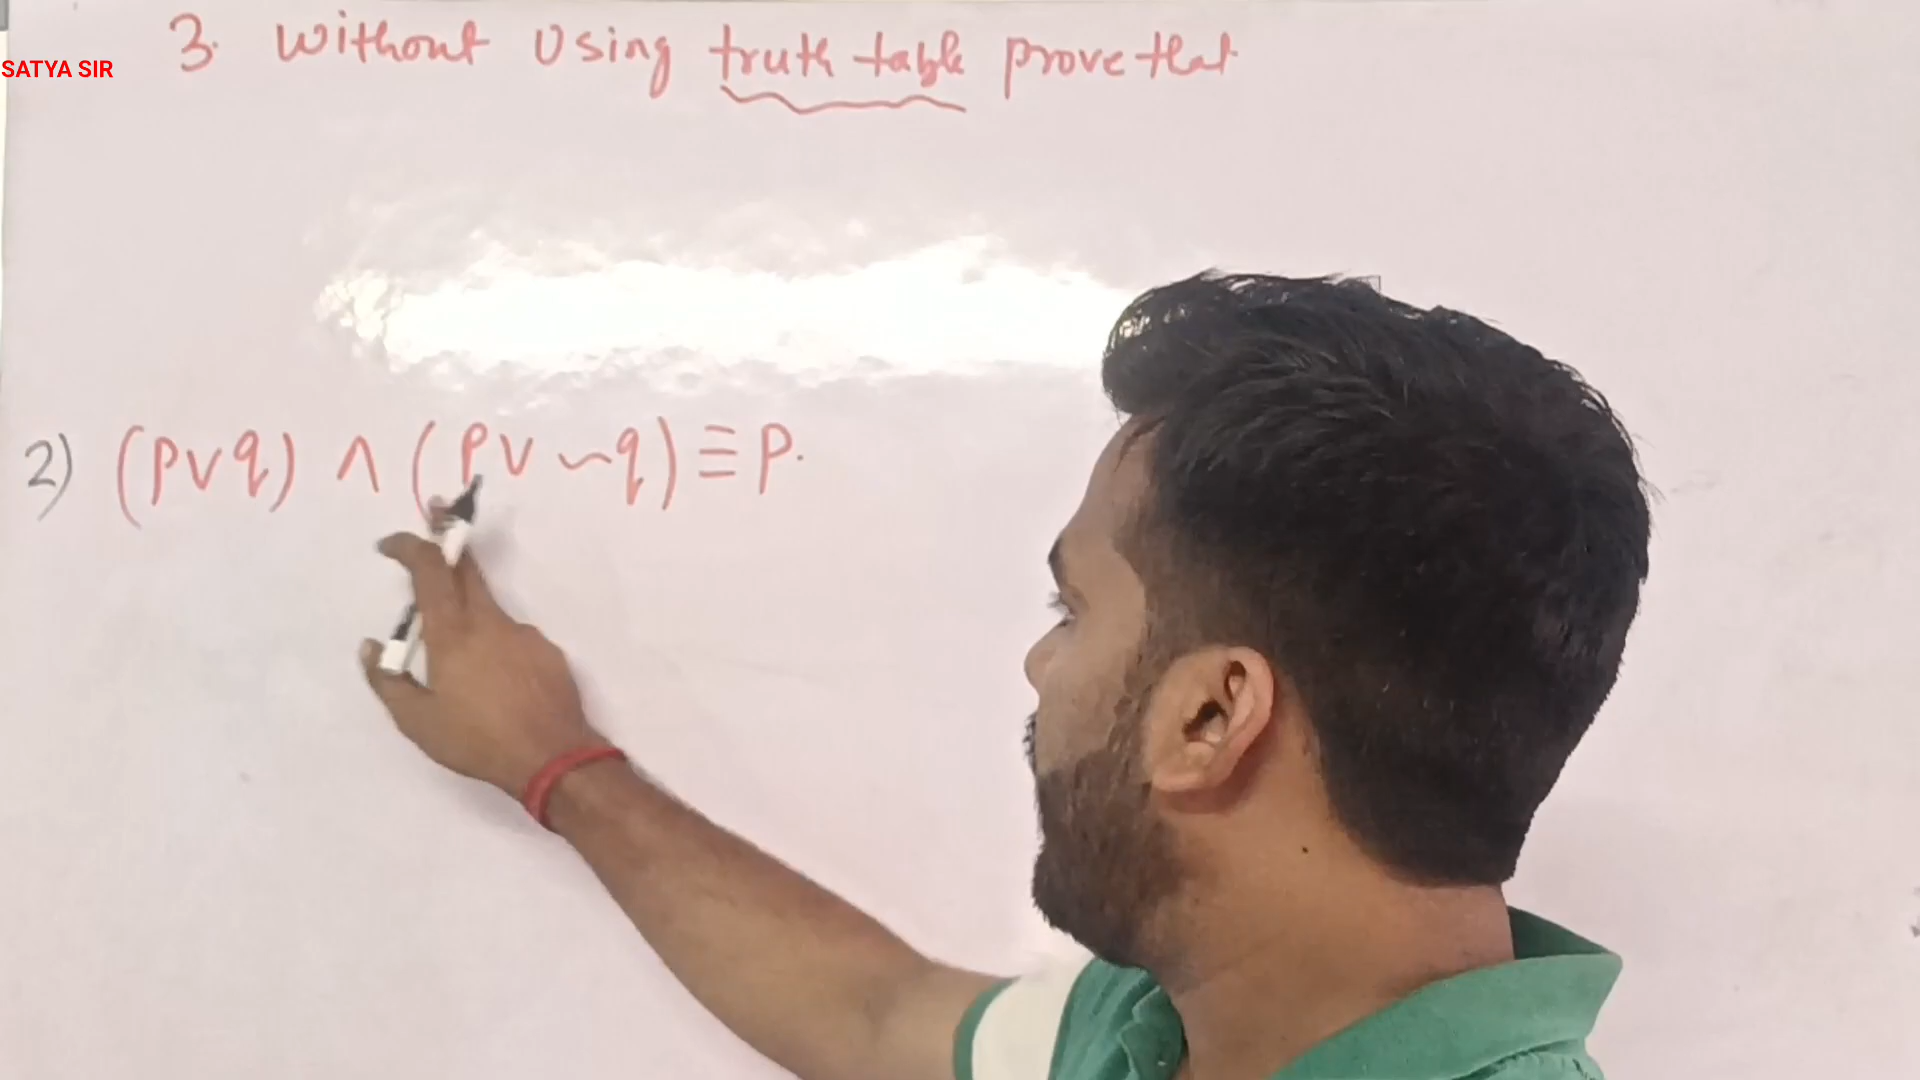 3. without using truth table prove that
SATYA SIR
2) (p∨q) ∧ (p∨ ~q) ≡ p.